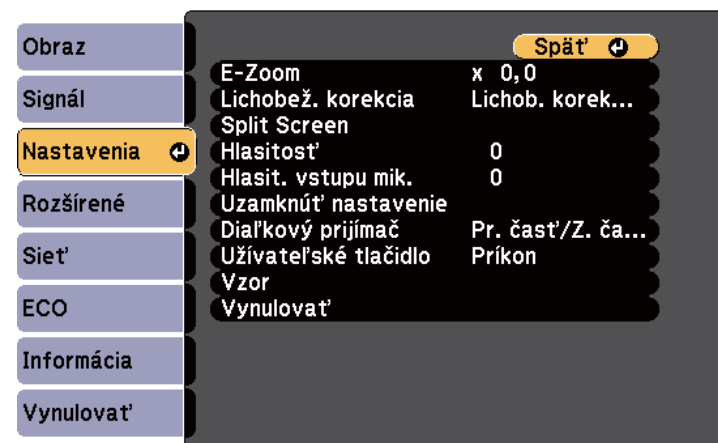 Obraz
Signál
Nastavenia
Rozšírené
Sieť
ECO
Informácia
Vynulovať
Späť
E-Zoom x 0,0
Lichobež. korekcia Lichob. korek...
Split Screen
Hlasitosť 0
Hlasit. vstupu mik. 0
Uzamknúť nastavenie
Diaľkový prijímač Pr. časť/Z. ča...
Užívateľské tlačidlo Príkon
Vzor
Vynulovať